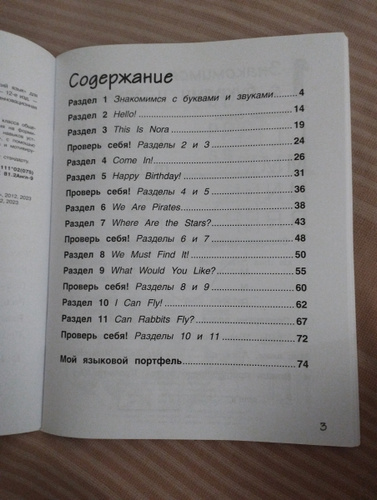 Содержание
Раздел 1 Знакомимся с буквами и звуками 4
Раздел 2 Hello! 14
Раздел 3 This Is Nora 19
Проверь себя! Разделы 2 и 3 24
Раздел 4 Come In! 26
Раздел 5 Happy Birthday! 31
Проверь себя! Разделы 4 и 5 36
Раздел 6 We Are Pirates 38
Раздел 7 Where Are the Stars? 43
Проверь себя! Разделы 6 и 7 48
Раздел 8 We Must Find It! 50
Раздел 9 What Would You Like? 55
Проверь себя! Разделы 8 и 9 60
Раздел 10 I Can Fly! 62
Раздел 11 Can Rabbits Fly? 67
Проверь себя! Разделы 10 и 11 72
Мой языковой портфель 74
3